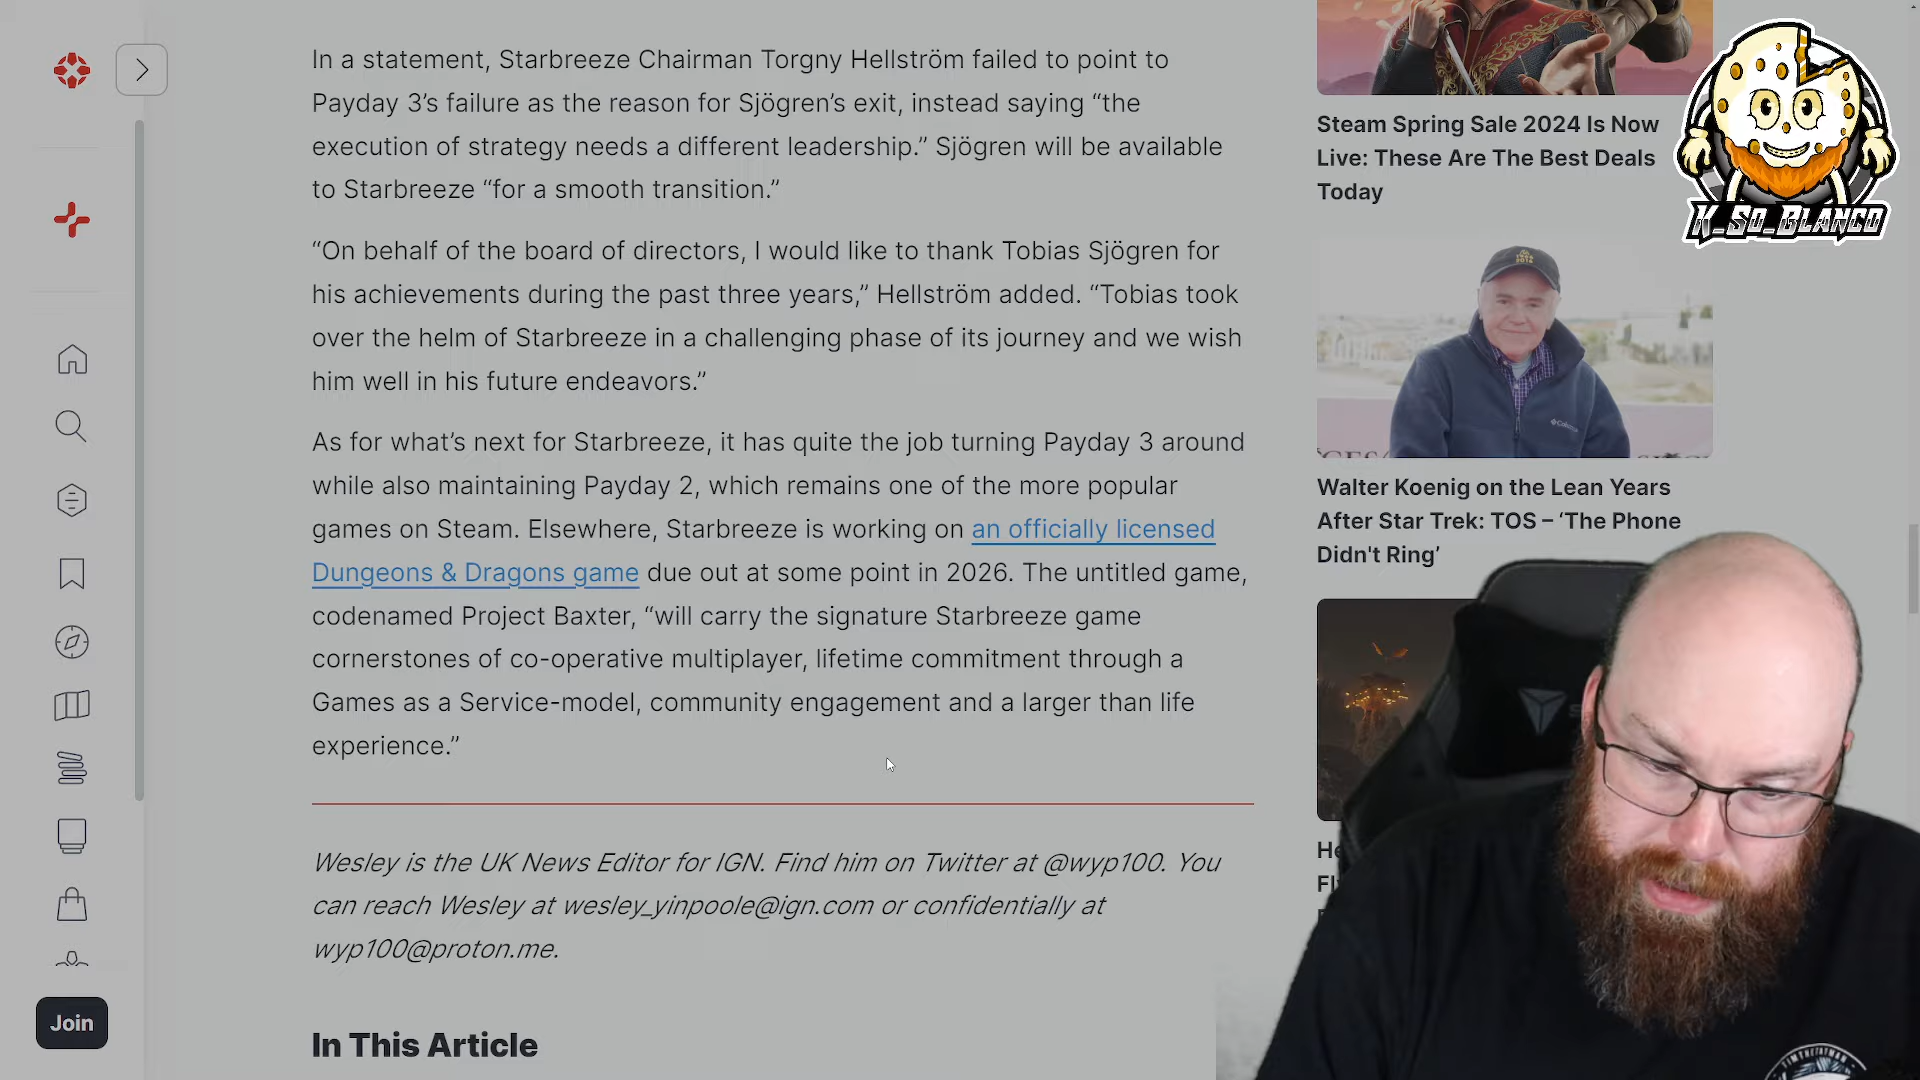 In a statement, Starbreeze Chairman Torgny Hellström failed to point to
Payday 3’s failure as the reason for Sjögren’s exit, instead saying “the
execution of strategy needs a different leadership.” Sjögren will be available
to Starbreeze “for a smooth transition.”
“On behalf of the board of directors, I would like to thank Tobias Sjögren for
his achievements during the past three years,” Hellström added. “Tobias took
over the helm of Starbreeze in a challenging phase of its journey and we wish
him well in his future endeavors.”
As for what’s next for Starbreeze, it has quite the job turning Payday 3 around
while also maintaining Payday 2, which remains one of the more popular
games on Steam. Elsewhere, Starbreeze is working on an officially licensed
Dungeons & Dragons game due out at some point in 2026. The untitled game,
codenamed Project Baxter, “will carry the signature Starbreeze game
cornerstones of co-operative multiplayer, lifetime commitment through a
Games as a Service-model, community engagement and a larger than life
experience.”
Wesley is the UK News Editor for IGN. Find him on Twitter at @wyp100. You
can reach Wesley at wesley_yinpoole@ign.com or confidentially at
wyp100@proton.me.
In This Article
Join
Steam Spring Sale 2024 Is Now
Live: These Are The Best Deals
Today
Walter Koenig on the Lean Years
After Star Trek: TOS – ‘The Phone
Didn't Ring’
K_So_Blanco